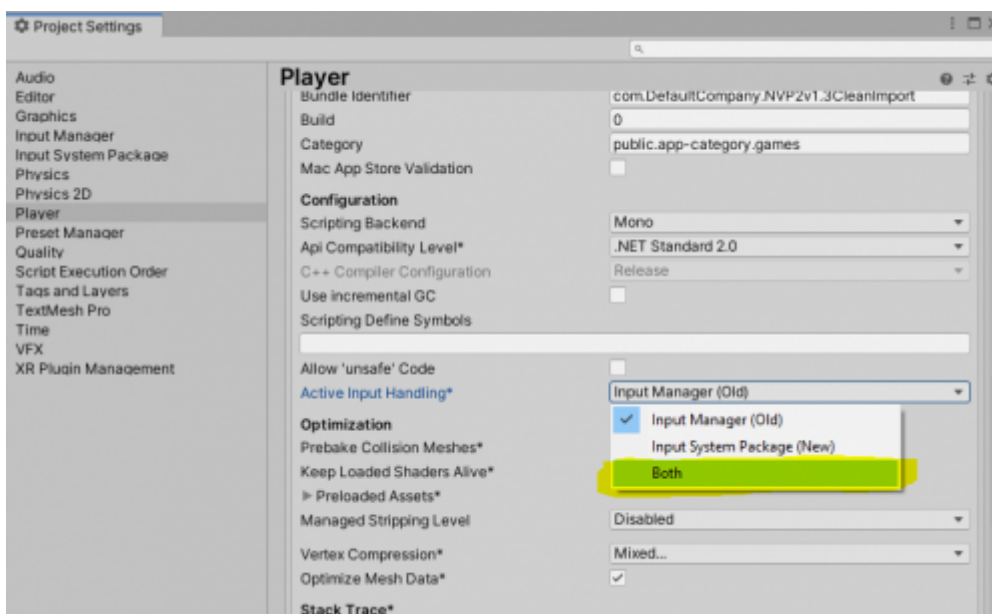 Project Settings
Audio
Editor
Graphics
Input Manager
Input System Package
Physics
Physics 2D
Player
Preset Manager
Quality
Script Execution Order
Tags and Layers
TextMesh Pro
Time
VFX
XR Plugin Management
Player
Bundle Identifier com.DefaultCompany.NVP2v1.3CleanImport
Build 0
Category public.app-category.games
Mac App Store Validation
Configuration
Scripting Backend Mono
Api Compatibility Level* .NET Standard 2.0
C++ Compiler Configuration Release
Use incremental GC
Scripting Define Symbols
Allow 'unsafe' Code
Active Input Handling* Input Manager (Old)
Input Manager (Old)
Input System Package (New)
Both
Optimization
Prebake Collision Meshes*
Keep Loaded Shaders Alive*
Preloaded Assets*
Managed Stripping Level Disabled
Vertex Compression* Mixed...
Optimize Mesh Data*
Stack Trace*